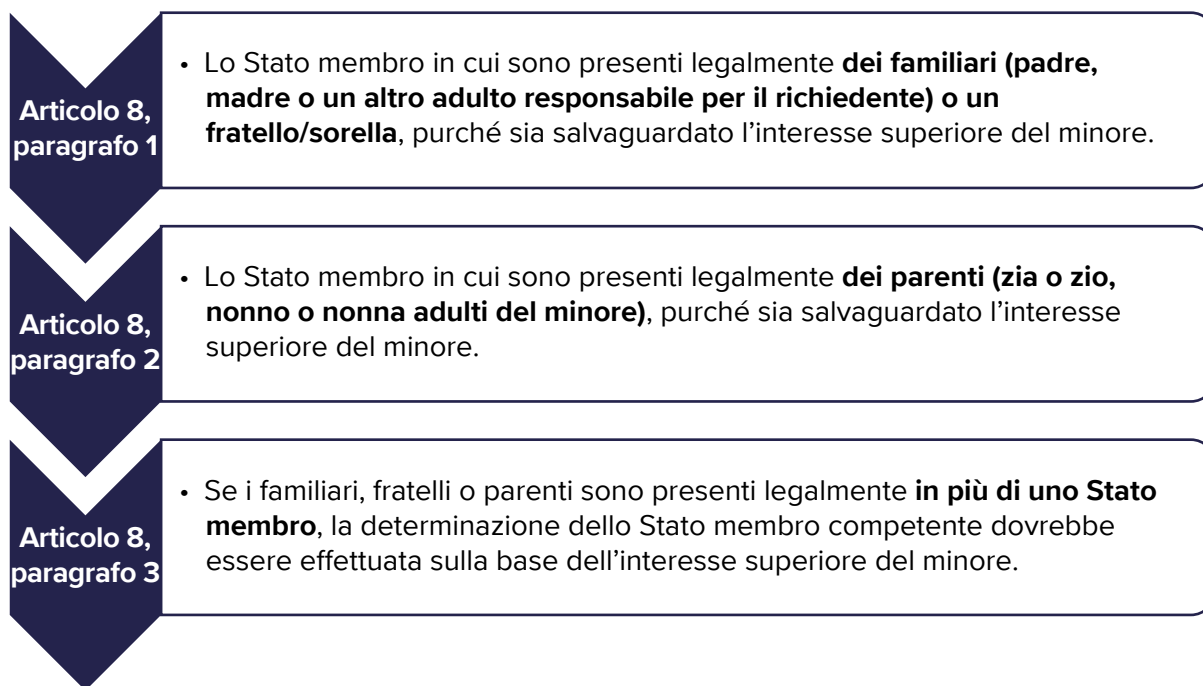 Articolo 8,
paragrafo 1
• Lo Stato membro in cui sono presenti legalmente dei familiari (padre,
madre o un altro adulto responsabile per il richiedente) o un
fratello/sorella, purché sia salvaguardato l’interesse superiore del minore.
Articolo 8,
paragrafo 2
• Lo Stato membro in cui sono presenti legalmente dei parenti (zia o zio,
nonno o nonna adulti del minore), purché sia salvaguardato l’interesse
superiore del minore.
Articolo 8,
paragrafo 3
• Se i familiari, fratelli o parenti sono presenti legalmente in più di uno Stato
membro, la determinazione dello Stato membro competente dovrebbe
essere effettuata sulla base dell’interesse superiore del minore.